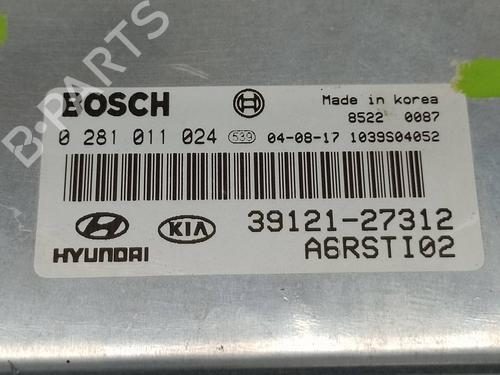 B-PARTS
BOSCH
Made in korea
8522 0087
0 281 011 024 539 04-08-17 1039S04052
HYUNDAI KIA 39121-27312
A6RSTI02